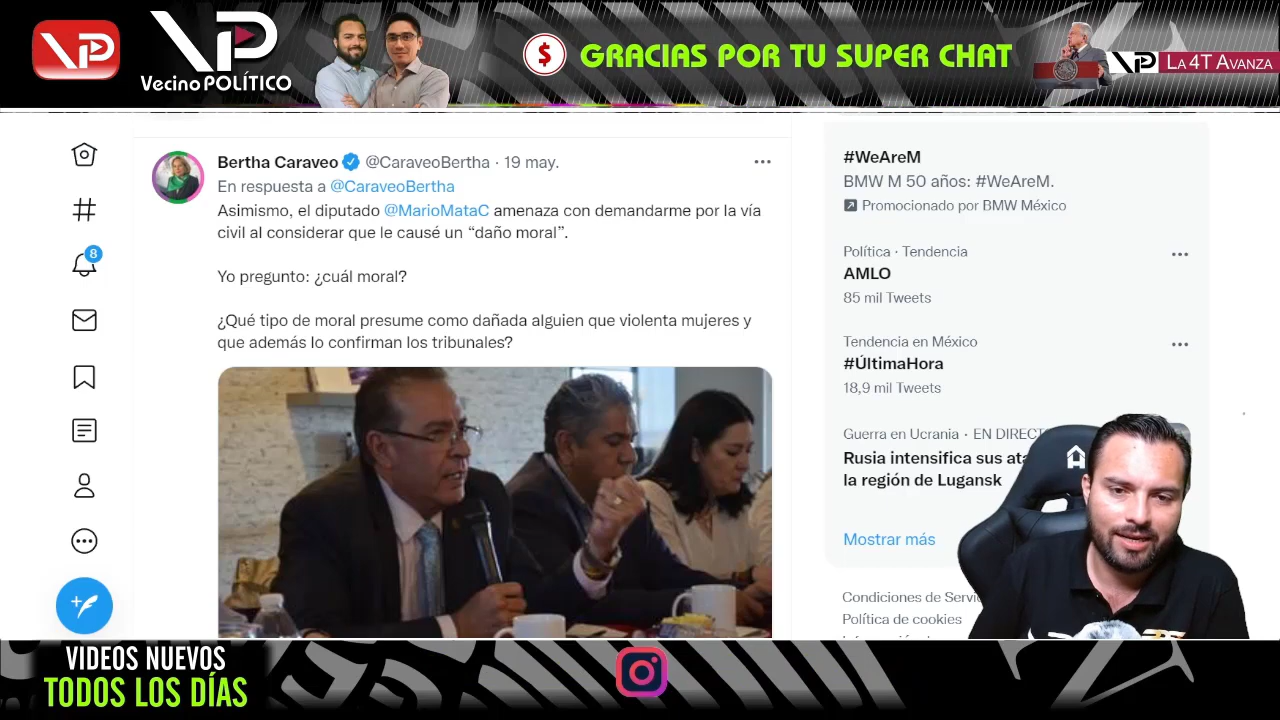 VP
VP
Vecino POLÍTICO
$ GRACIAS POR TU SUPER CHAT
VP LA 4T AVANZA
Bertha Caraveo @CaraveoBertha · 19 may.
En respuesta a @CaraveoBertha
Asimismo, el diputado @MarioMataC amenaza con demandarme por la vía
civil al considerar que le causé un “daño moral”.
Yo pregunto: ¿cuál moral?
¿Qué tipo de moral presume como dañada alguien que violenta mujeres y
que además lo confirman los tribunales?
8
#WeAreM
BMW M 50 años: #WeAreM.
Promocionado por BMW México
Política · Tendencia
AMLO
85 mil Tweets
Tendencia en México
#ÚltimaHora
18,9 mil Tweets
Guerra en Ucrania · EN DIRECT
Rusia intensifica sus ata
la región de Lugansk
Mostrar más
Condiciones de Servic
Política de cookies
VIDEOS NUEVOS
TODOS LOS DÍAS